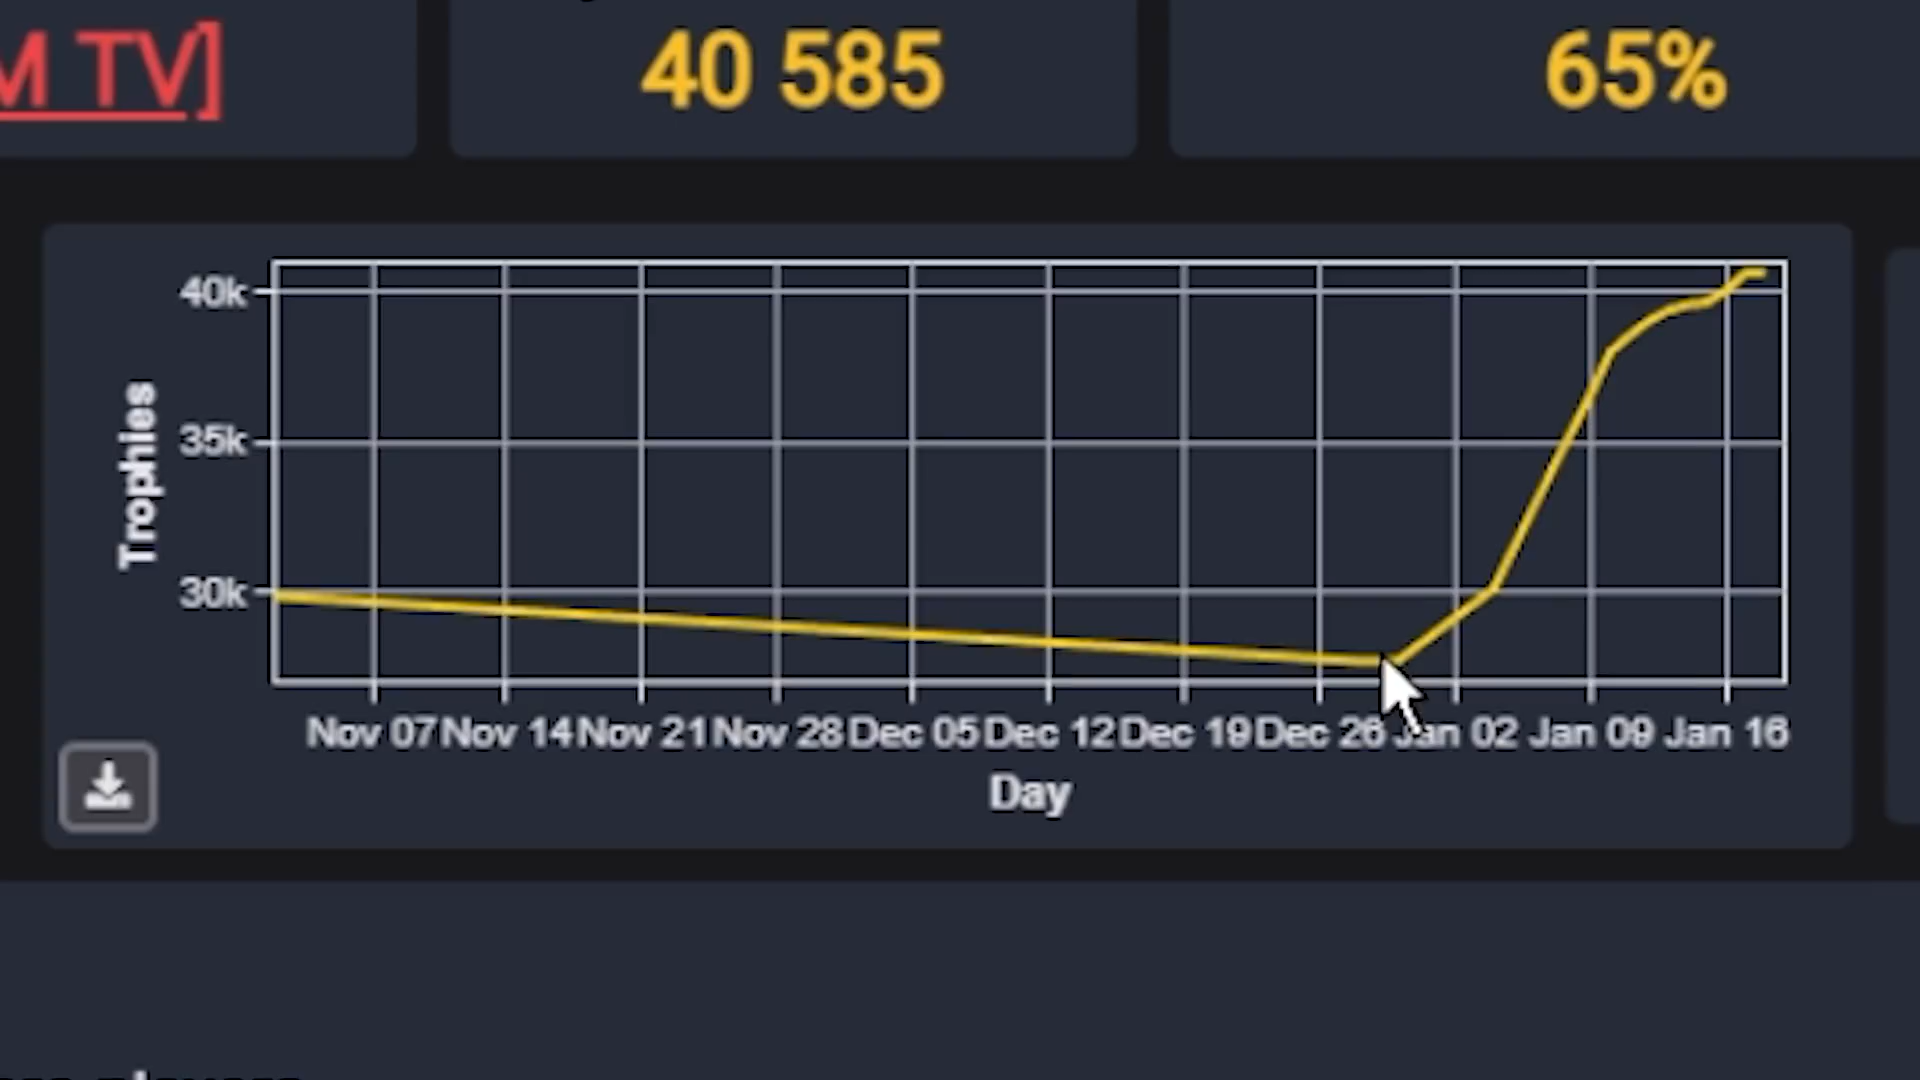 M TV]
40 585
65%
40k
35k
30k
Trophies
Nov 07 Nov 14 Nov 21 Nov 28 Dec 05 Dec 12 Dec 19 Dec 26 Jan 02 Jan 09 Jan 16
Day